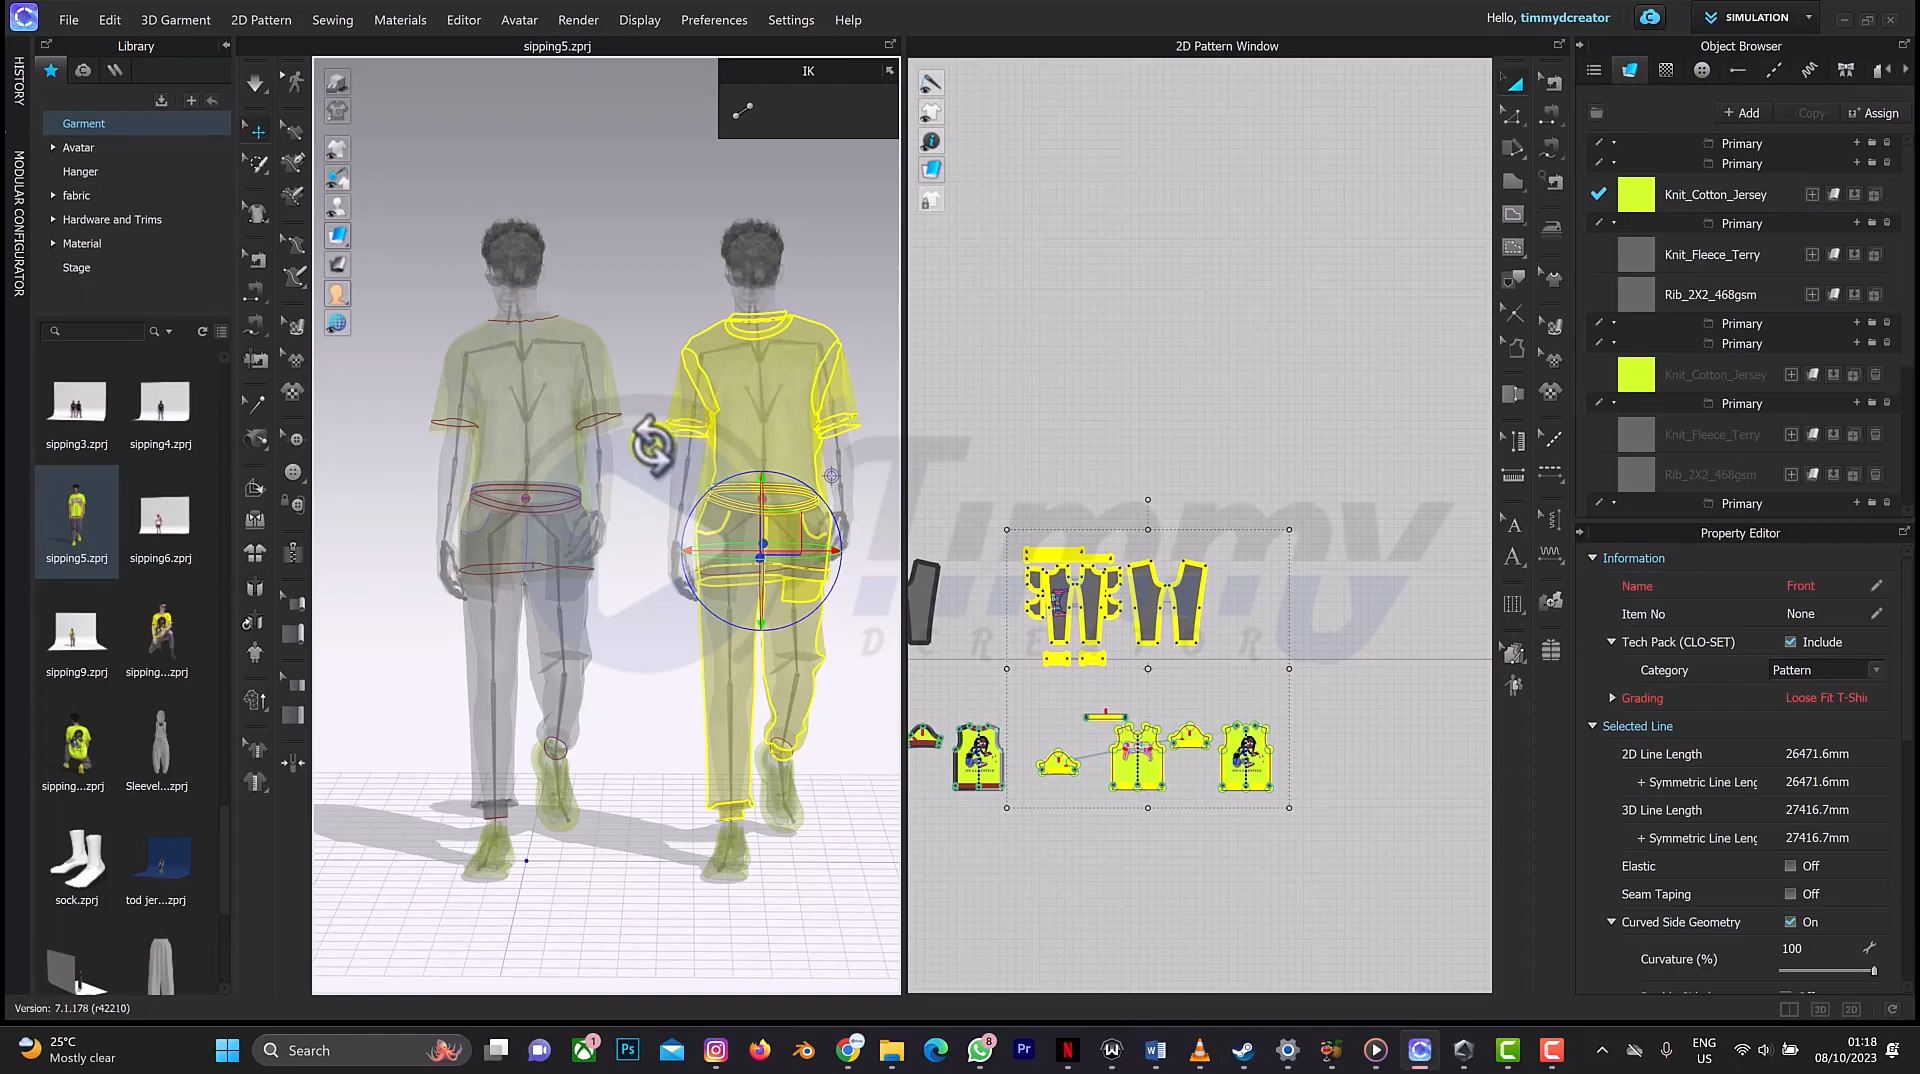 File Edit 3D Garment 2D Pattern Sewing Materials Editor Avatar Render Display Preferences Settings Help
Hello, timmydcreator
SIMULATION
HISTORY
MODULAR CONFIGURATOR
Library
Garment
Avatar
Hanger
fabric
Hardware and Trims
Material
Stage
sipping3.zprj sipping4.zprj
sipping5.zprj sipping6.zprj
sipping9.zprj sipping....zprj
sipping...zprj Sleevel...zprj
sock.zprj tod jer...zprj
Version: 7.1.178 (r42210)
sipping5.zprj
IK
2D Pattern Window
Timmy
Object Browser
+ Add Copy Assign
Primary
Primary
Knit_Cotton_Jersey
Primary
Knit_Fleece_Terry
Rib_2X2_468gsm
Primary
Primary
Knit_Cotton_Jersey
Primary
Knit_Fleece_Terry
Rib_2X2_468gsm
Primary
Property Editor
Information
Name Front
Item No None
Tech Pack (CLO-SET) Include
Category Pattern
Grading Loose Fit T-Shi
Selected Line
2D Line Length 26471.6mm
+ Symmetric Line Leng 26471.6mm
3D Line Length 27416.7mm
+ Symmetric Line Leng 27416.7mm
Elastic Off
Seam Taping Off
Curved Side Geometry On
100
Curvature (%)
3D 2D
25°C
Mostly clear
Search
1
Ps
8
Pr
N
W
ENG
US
01:18
08/10/2023